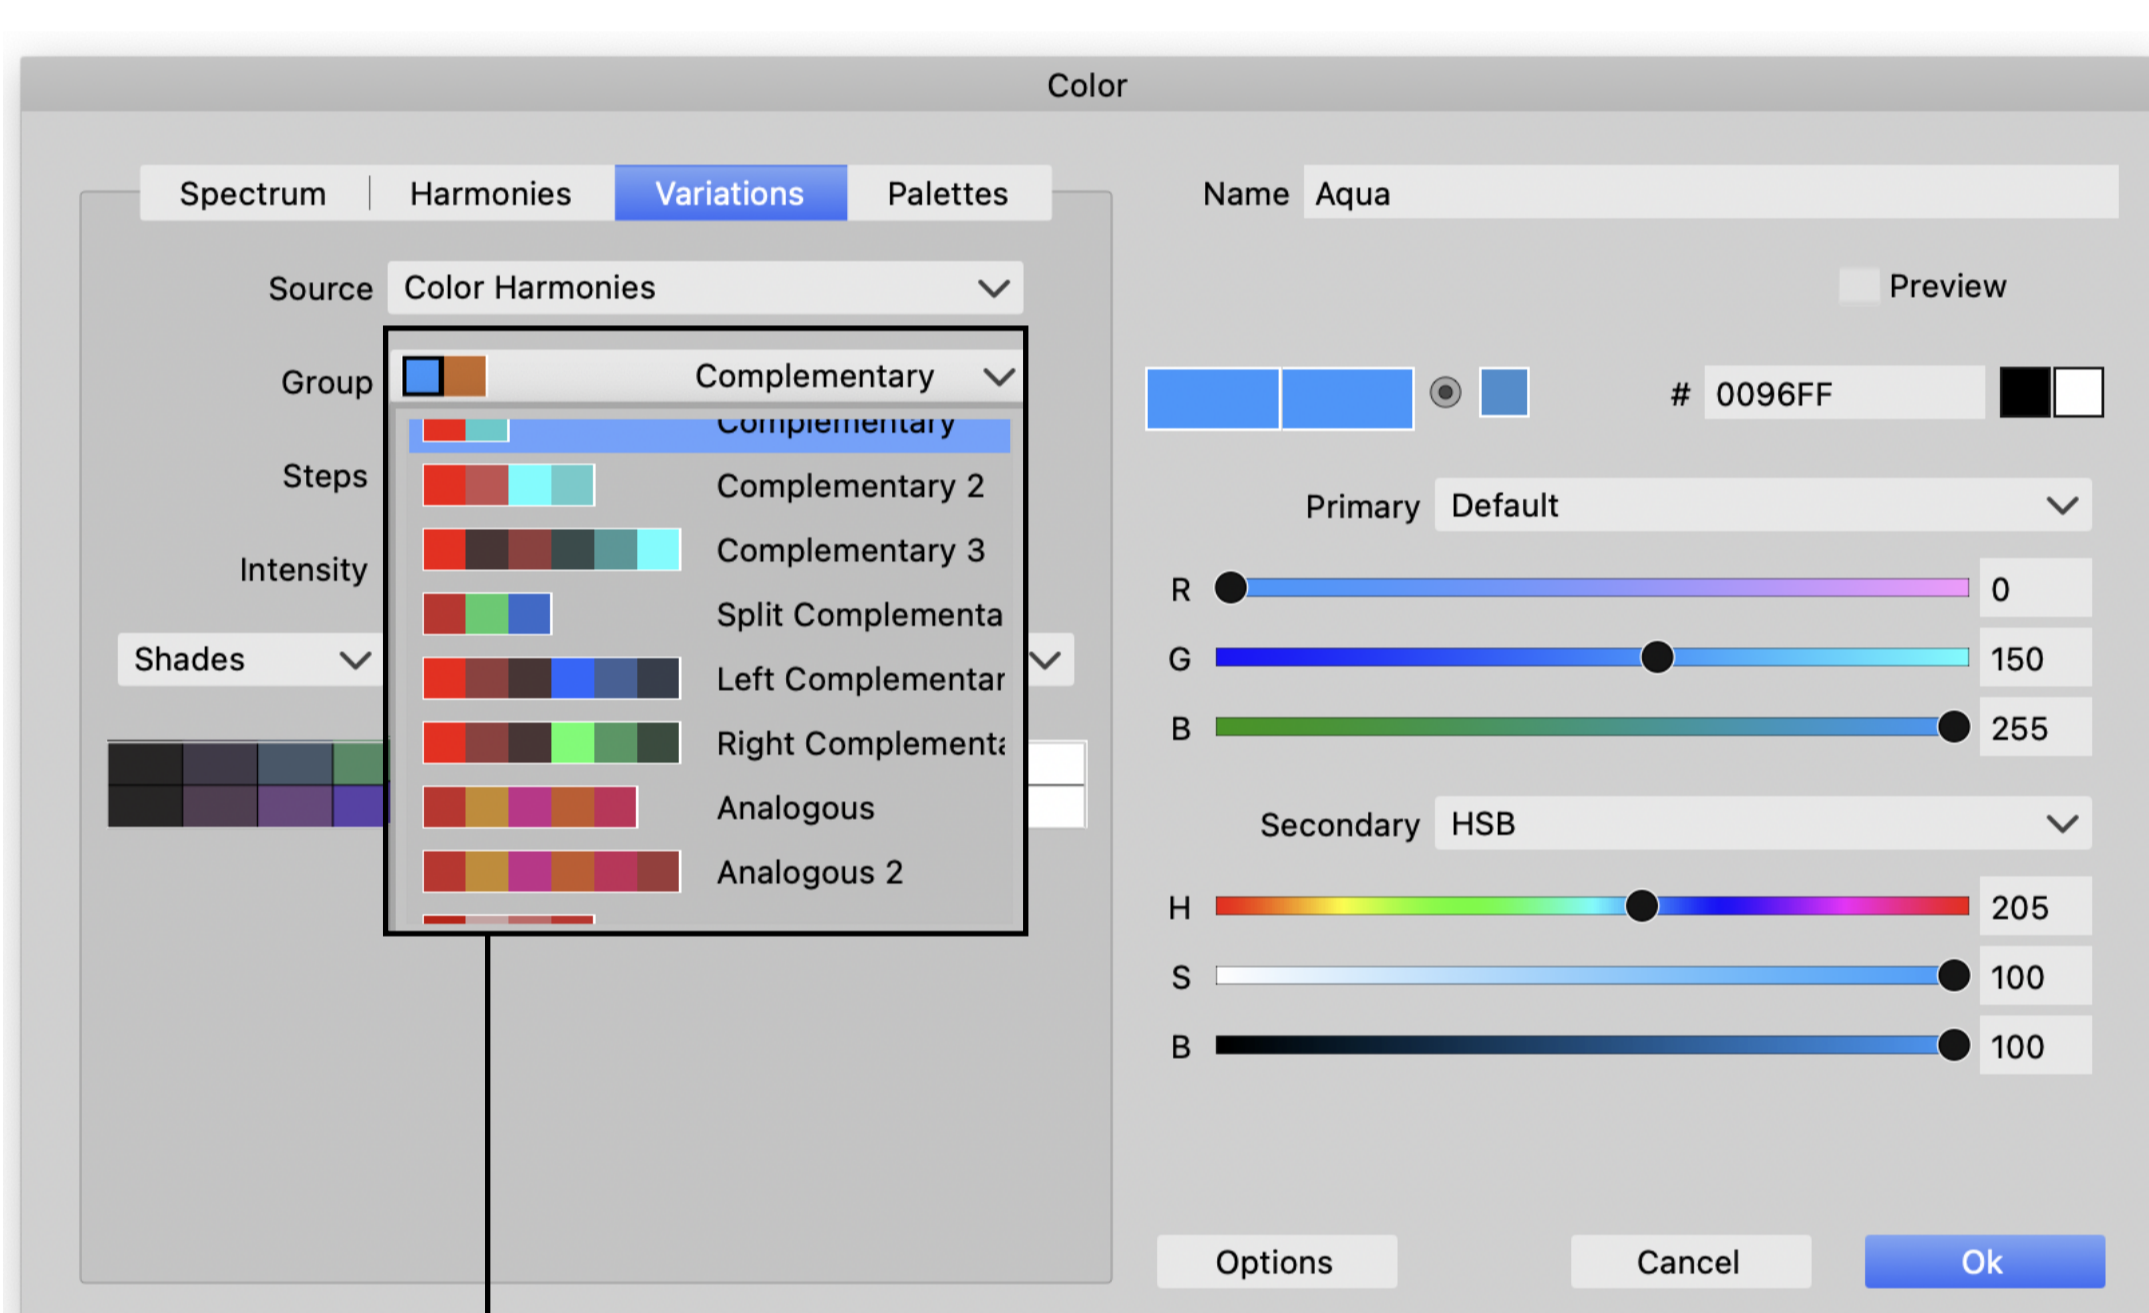 Color
Spectrum Harmonies Variations Palettes
Source Color Harmonies
Group Complementary
Complementary
Complementary 2
Complementary 3
Split Complementa
Left Complementar
Right Complementa
Analogous
Analogous 2
Steps
Intensity
Shades
Name Aqua
Preview
# 0096FF
Primary Default
R 0
G 150
B 255
Secondary HSB
H 205
S 100
B 100
Options Cancel Ok